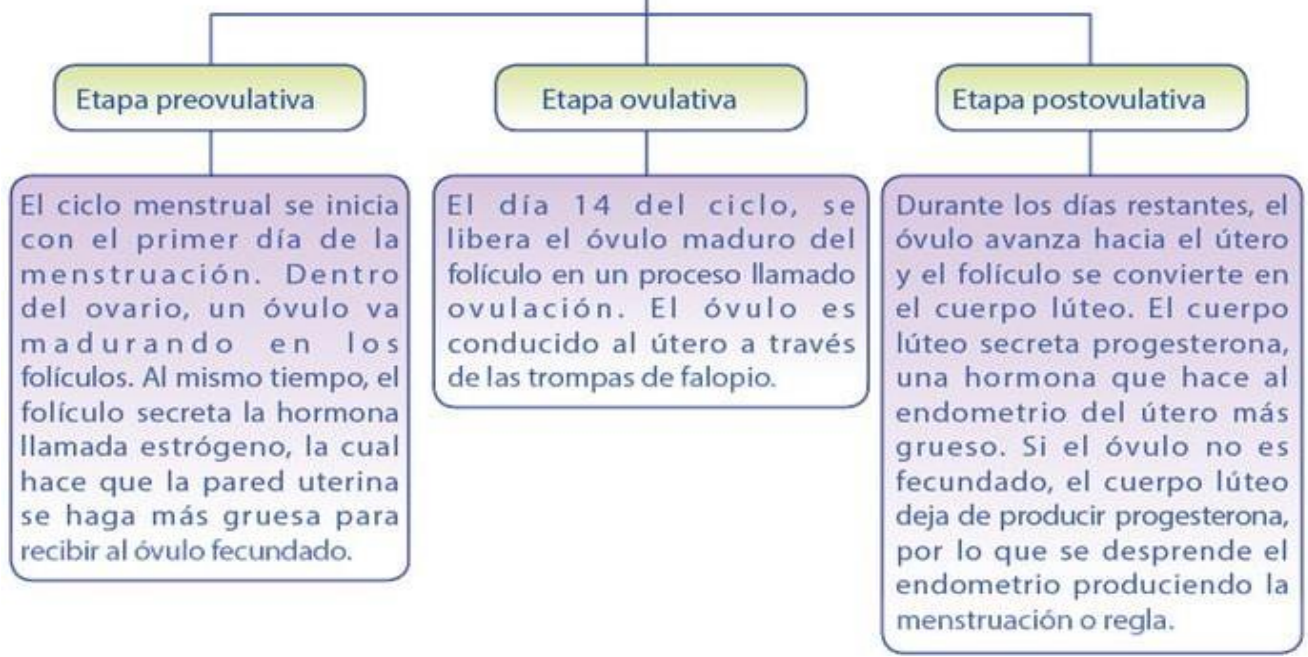 Etapa preovulativa
El ciclo menstrual se inicia
con el primer día de la
menstruación. Dentro
del ovario, un óvulo va
madurando en los
folículos. Al mismo tiempo, el
folículo secreta la hormona
llamada estrógeno, la cual
hace que la pared uterina
se haga más gruesa para
recibir al óvulo fecundado.
Etapa ovulativa
El día 14 del ciclo, se
libera el óvulo maduro del
folículo en un proceso llamado
ovulación. El óvulo es
conducido al útero a través
de las trompas de falopio.
Etapa postovulativa
Durante los días restantes, el
óvulo avanza hacia el útero
y el folículo se convierte en
el cuerpo lúteo. El cuerpo
lúteo secreta progesterona,
una hormona que hace al
endometrio del útero más
grueso. Si el óvulo no es
fecundado, el cuerpo lúteo
deja de producir progesterona,
por lo que se desprende el
endometrio produciendo la
menstruación o regla.